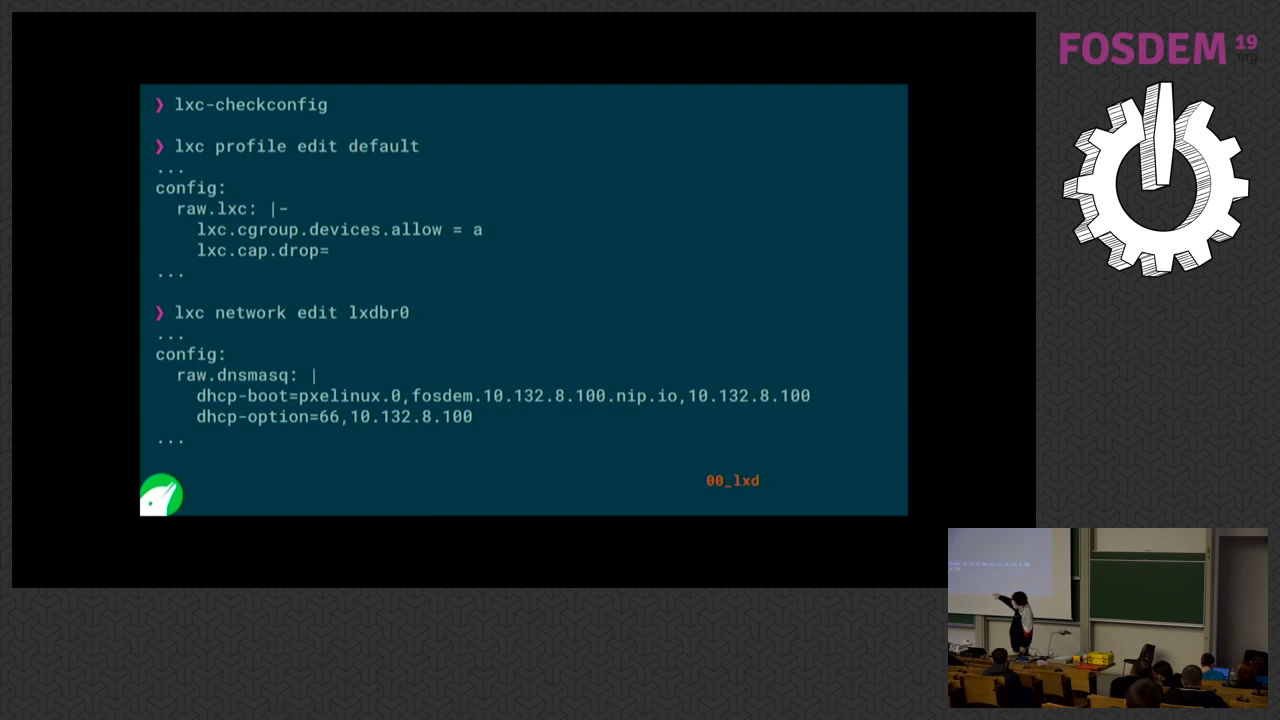 ❯ lxc-checkconfig
❯ lxc profile edit default
...
config:
  raw.lxc: |-
    lxc.cgroup.devices.allow = a
    lxc.cap.drop=
...
❯ lxc network edit lxdbr0
...
config:
  raw.dnsmasq: |
    dhcp-boot=pxelinux.0,fosdem.10.132.8.100.nip.io,10.132.8.100
    dhcp-option=66,10.132.8.100
...
00_lxd
FOSDEM 19
.org